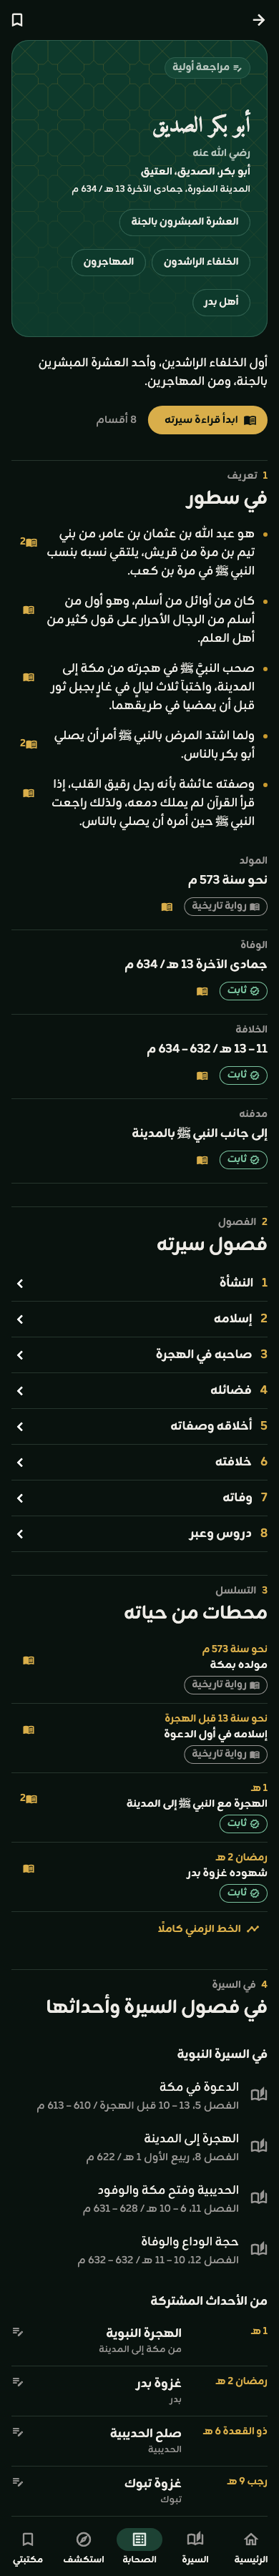 مراجعة أولية
أبو بكر الصديق
رضي الله عنه
أبو بكر، الصديق، العتيق
المدينة المنورة، جمادى الآخرة 13 هـ / 634 م
العشرة المبشرون بالجنة
الخلفاء الراشدون
المهاجرون
أهل بدر
أول الخلفاء الراشدين، وأحد العشرة المبشرين
بالجنة، ومن المهاجرين.
ابدأ قراءة سيرته
8 أقسام
1 تعريف
في سطور
هو عبد الله بن عثمان بن عامر، من بني
تيم بن مرة من قريش، يلتقي نسبه بنسب
النبي ﷺ في مرة بن كعب.
2
كان من أوائل من أسلم، وهو أول من
أسلم من الرجال الأحرار على قول كثير من
أهل العلم.
صحب النبيَّ ﷺ في هجرته من مكة إلى
المدينة، واختبآ ثلاث ليالٍ في غارٍ بجبل ثور
قبل أن يمضيا في طريقهما.
ولما اشتد المرض بالنبي ﷺ أمر أن يصلي
أبو بكر بالناس.
2
وصفته عائشة بأنه رجل رقيق القلب، إذا
قرأ القرآن لم يملك دمعه، ولذلك راجعت
النبي ﷺ حين أمره أن يصلي بالناس.
المولد
نحو سنة 573 م
رواية تاريخية
الوفاة
جمادى الآخرة 13 هـ / 634 م
ثابت
الخلافة
11 – 13 هـ / 632 – 634 م
ثابت
مدفنه
إلى جانب النبي ﷺ بالمدينة
ثابت
2 الفصول
فصول سيرته
1 النشأة
2 إسلامه
3 صاحبه في الهجرة
4 فضائله
5 أخلاقه وصفاته
6 خلافته
7 وفاته
8 دروس وعبر
3 التسلسل
محطات من حياته
نحو سنة 573 م
مولده بمكة
رواية تاريخية
نحو سنة 13 قبل الهجرة
إسلامه في أول الدعوة
رواية تاريخية
1 هـ
الهجرة مع النبي ﷺ إلى المدينة
2
ثابت
رمضان 2 هـ
شهوده غزوة بدر
ثابت
الخط الزمني كاملًا
4 في السيرة
في فصول السيرة وأحداثها
في السيرة النبوية
الدعوة في مكة
الفصل 5، 13 – 10 قبل الهجرة / 610 – 613 م
الهجرة إلى المدينة
الفصل 8، ربيع الأول 1 هـ / 622 م
الحديبية وفتح مكة والوفود
الفصل 11، 6 – 10 هـ / 628 – 631 م
حجة الوداع والوفاة
الفصل 12، 10 – 11 هـ / 632 – 632 م
من الأحداث المشتركة
1 هـ
الهجرة النبوية
من مكة إلى المدينة
رمضان 2 هـ
غزوة بدر
بدر
ذو القعدة 6 هـ
صلح الحديبية
الحديبية
رجب 9 هـ
غزوة تبوك
تبوك
الرئيسية
السيرة
الصحابة
استكشف
مكتبتي